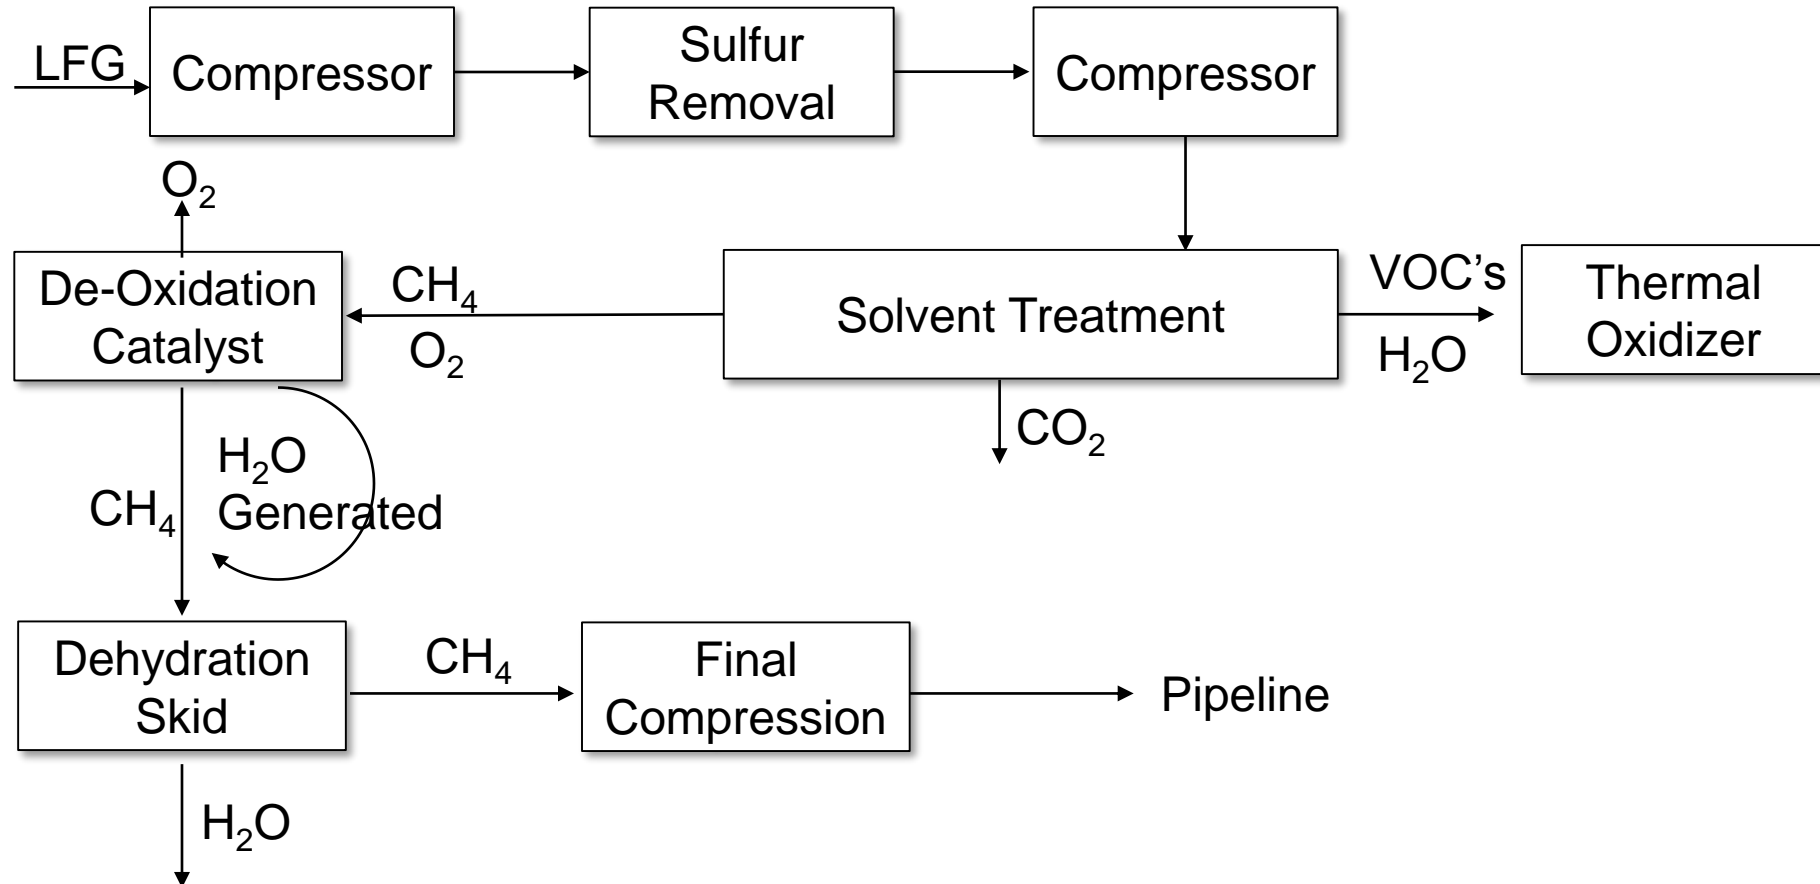 LFG
Compressor
Sulfur
Removal
Compressor
O₂
De-Oxidation
Catalyst
CH₄
O₂
Solvent Treatment
VOC's
H₂O
Thermal
Oxidizer
CO₂
CH₄
H₂O
Generated
Dehydration
Skid
CH₄
Final
Compression
Pipeline
H₂O